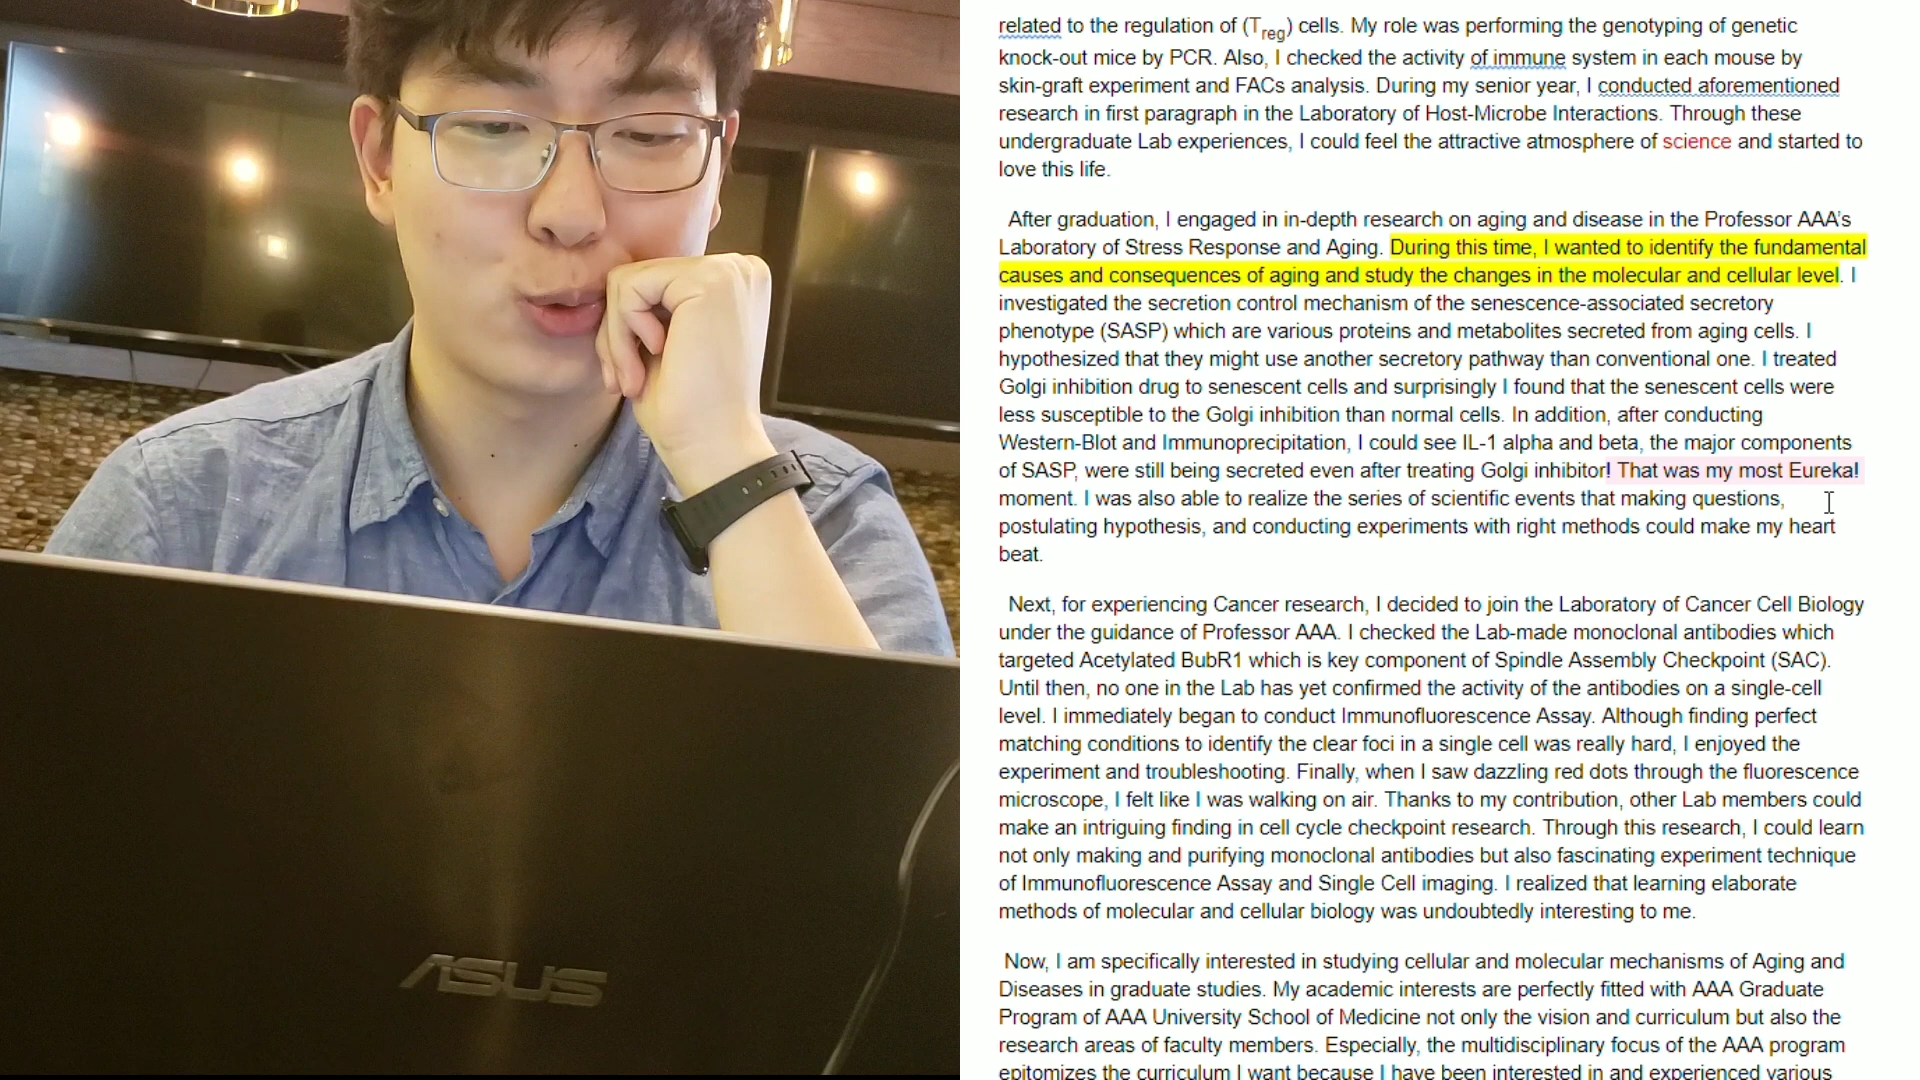 related to the regulation of (Treg) cells. My role was performing the genotyping of genetic
knock-out mice by PCR. Also, I checked the activity of immune system in each mouse by
skin-graft experiment and FACs analysis. During my senior year, I conducted aforementioned
research in first paragraph in the Laboratory of Host-Microbe Interactions. Through these
undergraduate Lab experiences, I could feel the attractive atmosphere of science and started to
love this life.
After graduation, I engaged in in-depth research on aging and disease in the Professor AAA's
Laboratory of Stress Response and Aging. During this time, I wanted to identify the fundamental
causes and consequences of aging and study the changes in the molecular and cellular level. I
investigated the secretion control mechanism of the senescence-associated secretory
phenotype (SASP) which are various proteins and metabolites secreted from aging cells. I
hypothesized that they might use another secretory pathway than conventional one. I treated
Golgi inhibition drug to senescent cells and surprisingly I found that the senescent cells were
less susceptible to the Golgi inhibition than normal cells. In addition, after conducting
Western-Blot and Immunoprecipitation, I could see IL-1 alpha and beta, the major components
of SASP, were still being secreted even after treating Golgi inhibitor! That was my most Eureka!
moment. I was also able to realize the series of scientific events that making questions,
postulating hypothesis, and conducting experiments with right methods could make my heart
beat.
Next, for experiencing Cancer research, I decided to join the Laboratory of Cancer Cell Biology
under the guidance of Professor AAA. I checked the Lab-made monoclonal antibodies which
targeted Acetylated BubR1 which is key component of Spindle Assembly Checkpoint (SAC).
Until then, no one in the Lab has yet confirmed the activity of the antibodies on a single-cell
level. I immediately began to conduct Immunofluorescence Assay. Although finding perfect
matching conditions to identify the clear foci in a single cell was really hard, I enjoyed the
experiment and troubleshooting. Finally, when I saw dazzling red dots through the fluorescence
microscope, I felt like I was walking on air. Thanks to my contribution, other Lab members could
make an intriguing finding in cell cycle checkpoint research. Through this research, I could learn
not only making and purifying monoclonal antibodies but also fascinating experiment technique
of Immunofluorescence Assay and Single Cell imaging. I realized that learning elaborate
methods of molecular and cellular biology was undoubtedly interesting to me.
Now, I am specifically interested in studying cellular and molecular mechanisms of Aging and
Diseases in graduate studies. My academic interests are perfectly fitted with AAA Graduate
Program of AAA University School of Medicine not only the vision and curriculum but also the
research areas of faculty members. Especially, the multidisciplinary focus of the AAA program
epitomizes the curriculum I want because I have been interested in and experienced various
ASUS